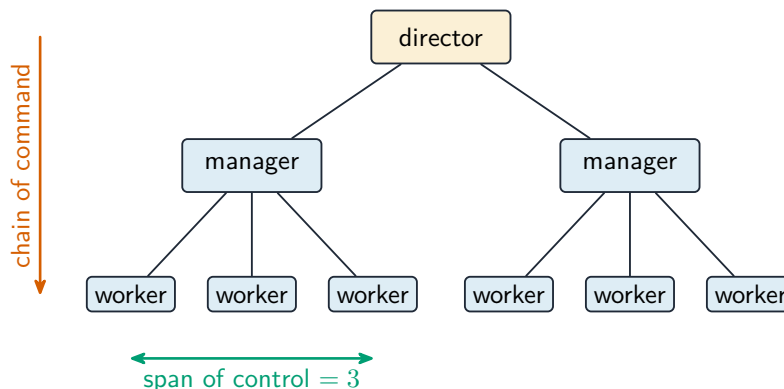 director
chain of command
manager
manager
worker
worker
worker
worker
worker
worker
span of control = 3